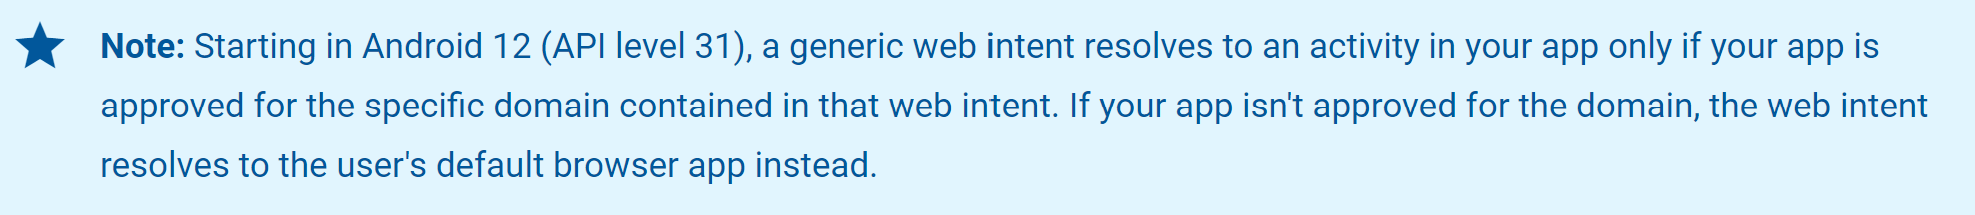 Note: Starting in Android 12 (API level 31), a generic web intent resolves to an activity in your app only if your app is
approved for the specific domain contained in that web intent. If your app isn't approved for the domain, the web intent
resolves to the user's default browser app instead.